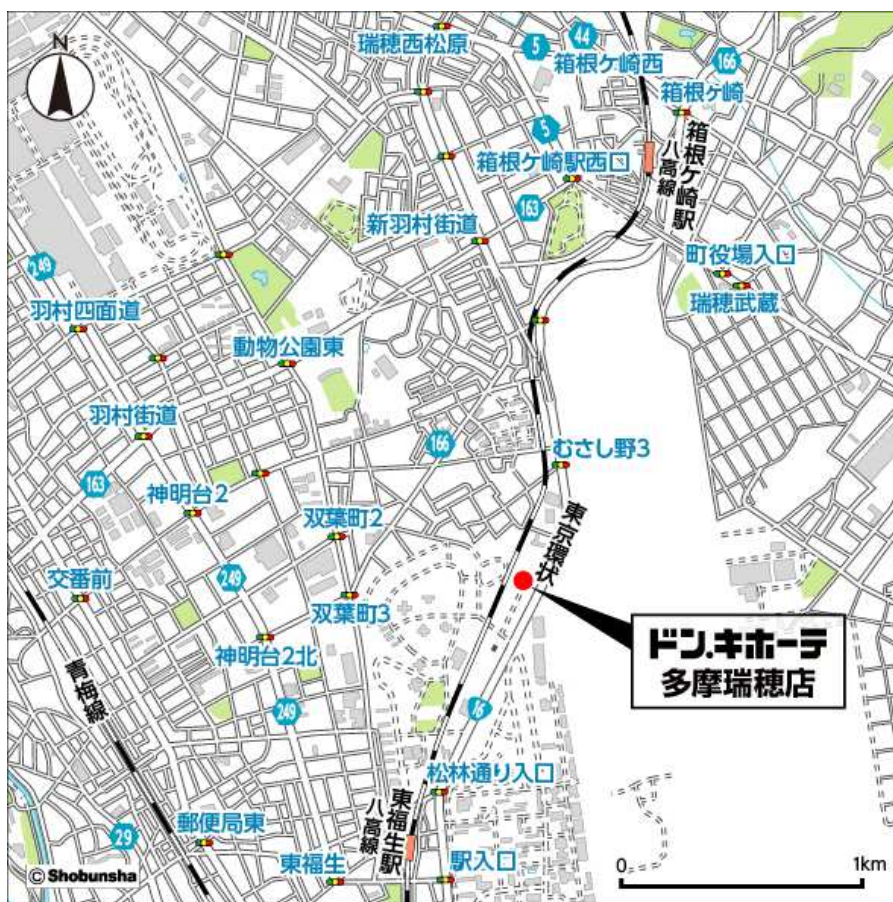 N
瑞穂西松原
5
44
箱根ケ崎西
166
箱根ケ崎
5
箱根ケ崎駅西口
八高線
箱根ケ崎駅
163
新羽村街道
町役場入口
249
瑞穂武蔵
羽村四面道
動物公園東
羽村街道
166
むさし野3
163
神明台2
双葉町2
東京環状
交番前
249
双葉町3
ドン.キホーテ
多摩瑞穂店
神明台2北
青梅線
249
16
松林通り入口
29
郵便局東
八高線
東福生駅
東福生
駅入口
0
1km
© Shobunsha